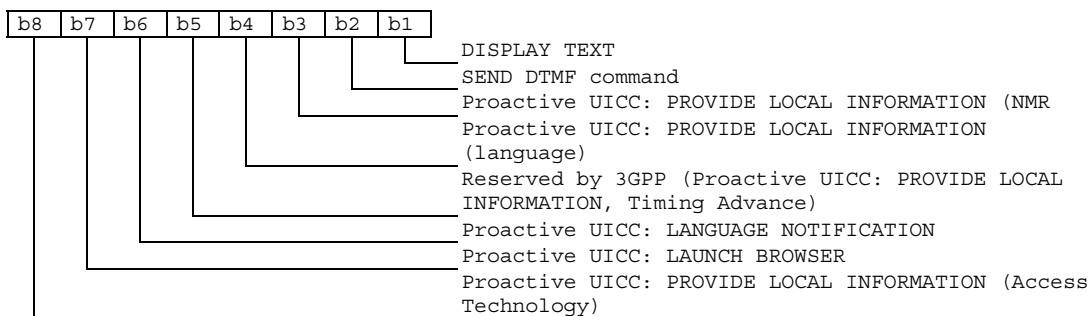 b8 b7 b6 b5 b4 b3 b2 b1
DISPLAY TEXT
SEND DTMF command
Proactive UICC: PROVIDE LOCAL INFORMATION (NMR
Proactive UICC: PROVIDE LOCAL INFORMATION
(language)
Reserved by 3GPP (Proactive UICC: PROVIDE LOCAL
INFORMATION, Timing Advance)
Proactive UICC: LANGUAGE NOTIFICATION
Proactive UICC: LAUNCH BROWSER
Proactive UICC: PROVIDE LOCAL INFORMATION (Access
Technology)